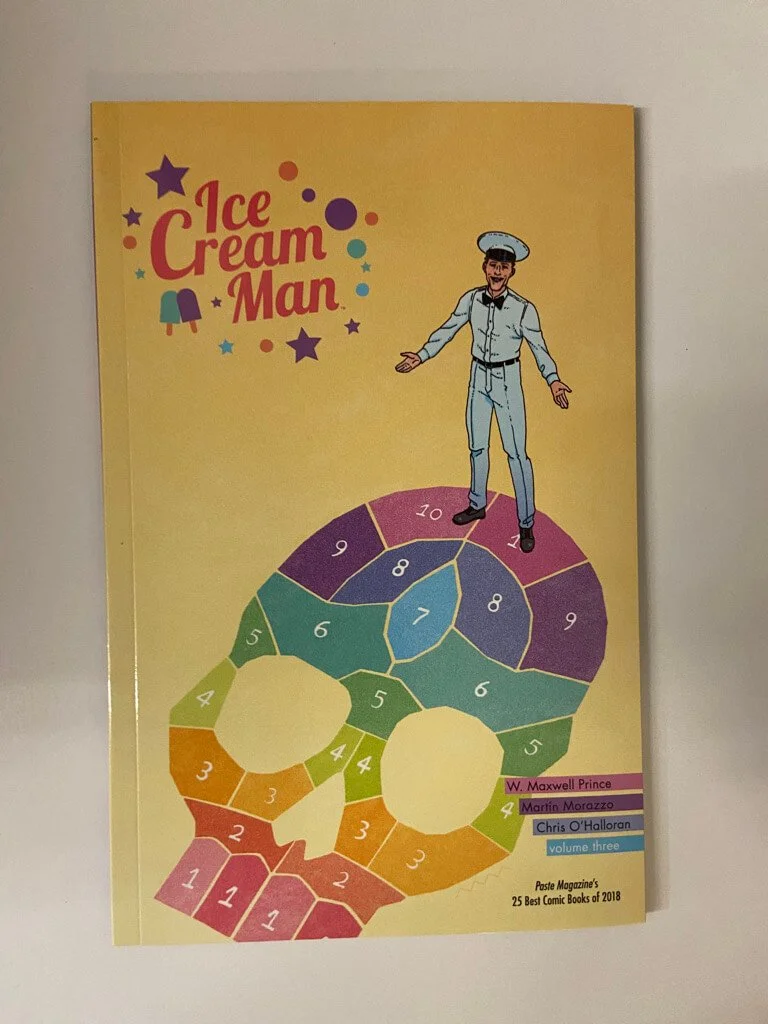 Ice
Cream
Man™
10
1
9
8
8
9
7
6
5
6
5
4
5
4
4
3
3
4
3
3
2
2
1
1
1
W. Maxwell Prince
Martín Morazzo
Chris O'Halloran
volume three
Paste Magazine's
25 Best Comic Books of 2018